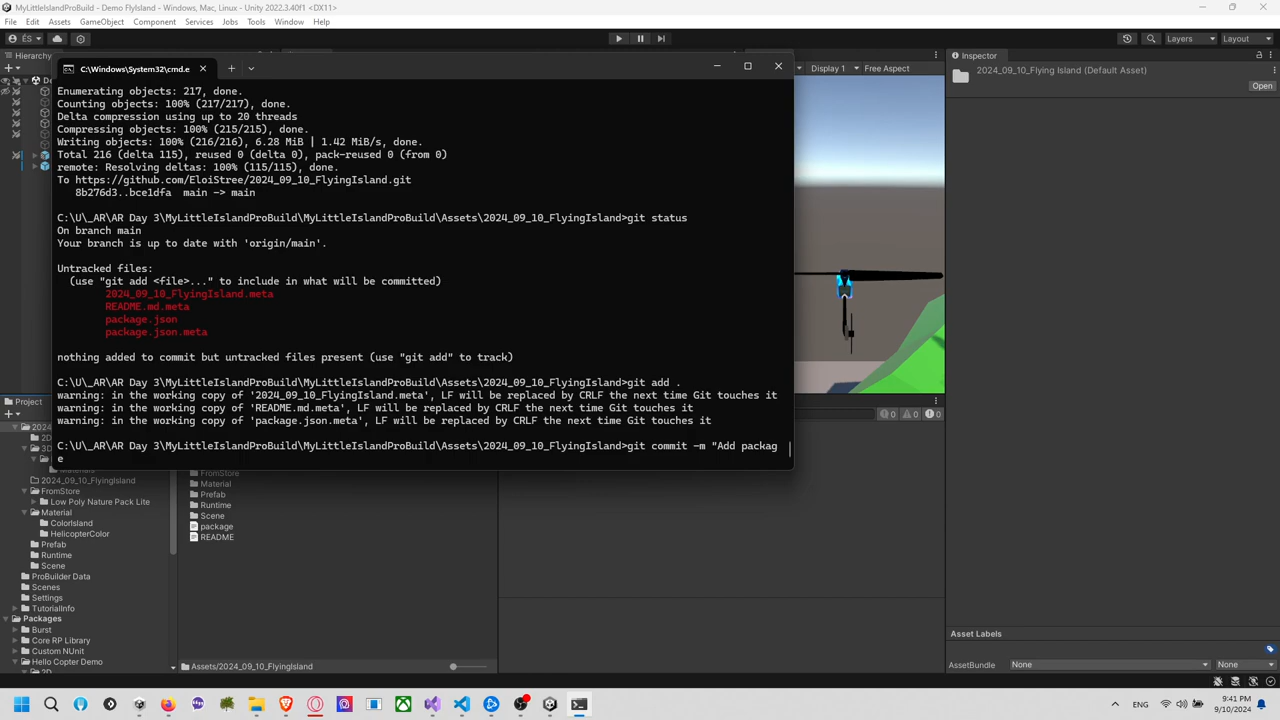 MyLittleIslandProBuild - Demo FlyIsland - Windows, Mac, Linux - Unity 2022.3.40f1 <DX11>
File Edit Assets GameObject Component Services Jobs Tools Window Help
ÉS
Layers
Layout
Hierarchy
Inspector
C:\Windows\System32\cmd.e
Display 1
Free Aspect
2024_09_10_Flying Island (Default Asset)
Open
Enumerating objects: 217, done.
Counting objects: 100% (217/217), done.
Delta compression using up to 20 threads
Compressing objects: 100% (215/215), done.
Writing objects: 100% (216/216), 6.28 MiB | 1.42 MiB/s, done.
Total 216 (delta 115), reused 0 (delta 0), pack-reused 0 (from 0)
remote: Resolving deltas: 100% (115/115), done.
To https://github.com/EloiStree/2024_09_10_FlyingIsland.git
8b276d3..bce1dfa  main -> main
C:\U\_AR\AR Day 3\MyLittleIslandProBuild\MyLittleIslandProBuild\Assets\2024_09_10_FlyingIsland>git status
On branch main
Your branch is up to date with 'origin/main'.
Untracked files:
(use "git add <file>..." to include in what will be committed)
2024_09_10_FlyingIsland.meta
README.md.meta
package.json
package.json.meta
nothing added to commit but untracked files present (use "git add" to track)
C:\U\_AR\AR Day 3\MyLittleIslandProBuild\MyLittleIslandProBuild\Assets\2024_09_10_FlyingIsland>git add .
warning: in the working copy of '2024_09_10_FlyingIsland.meta', LF will be replaced by CRLF the next time Git touches it
warning: in the working copy of 'README.md.meta', LF will be replaced by CRLF the next time Git touches it
warning: in the working copy of 'package.json.meta', LF will be replaced by CRLF the next time Git touches it
C:\U\_AR\AR Day 3\MyLittleIslandProBuild\MyLittleIslandProBuild\Assets\2024_09_10_FlyingIsland>git commit -m "Add packag
e
0 0 0
Project
2024
2D
3D
Materials
2024_09_10_FlyingIsland
FromStore
Low Poly Nature Pack Lite
Material
ColorIsland
HelicopterColor
Prefab
Runtime
Scene
ProBuilder Data
Scenes
Settings
TutorialInfo
Packages
Burst
Core RP Library
Custom NUnit
Hello Copter Demo
FromStore
Material
Prefab
Runtime
Scene
package
README
Assets/2024_09_10_FlyingIsland
Asset Labels
AssetBundle None None
ENG
9:41 PM
9/10/2024